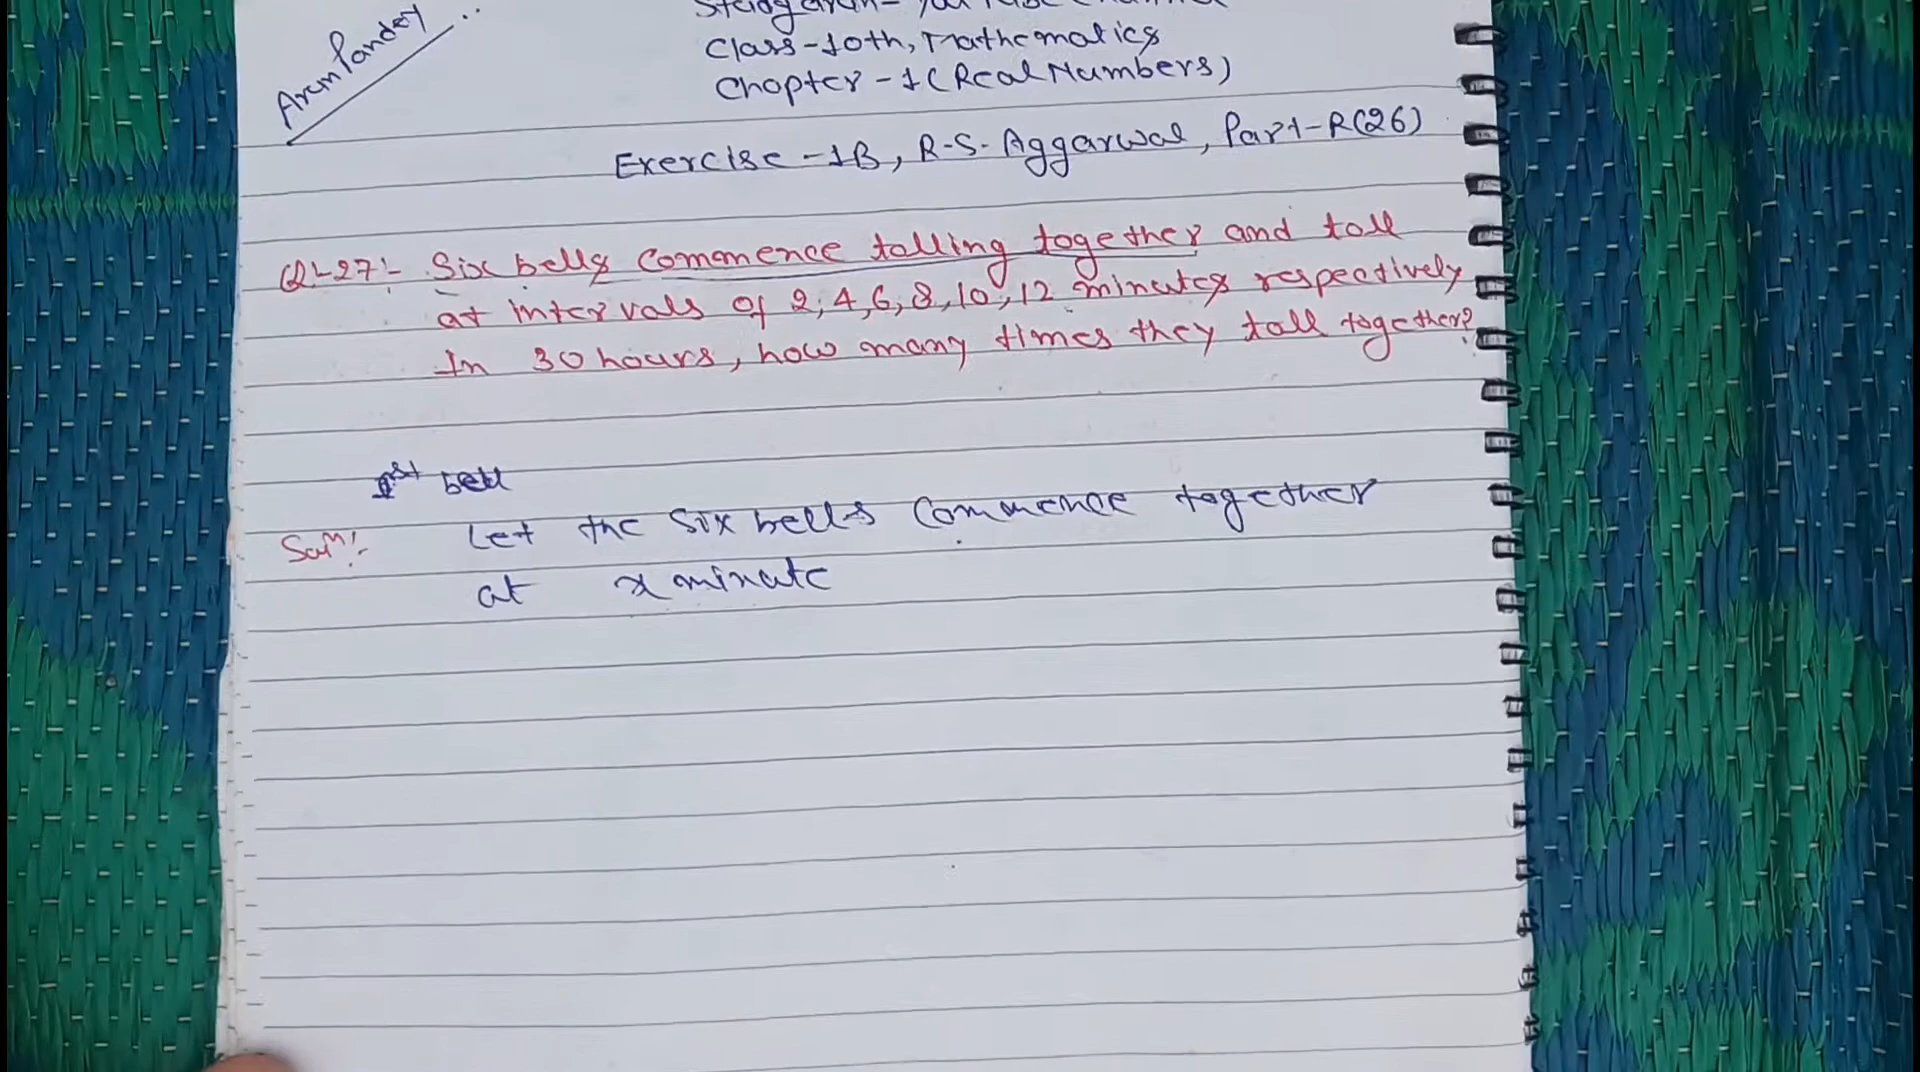 Arun Pandey
Class-10th, Mathematics
Chapter-1 (Real Numbers)
Exercise-1B, R.S. Aggarwal, Part-R(26)
Q:-27:- Six bells commence tolling together and toll
at intervals of 2, 4, 6, 8, 10, 12 minutes respectively
In 30 hours, how many times they toll together?
1st bell
Soln:- Let the six bells commence together
at x minute